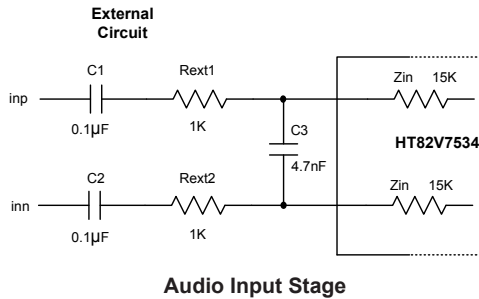 External
Circuit
C1
Rext1
Zin 15K
inp
0.1µF
1K
C3
HT82V7534
4.7nF
C2
Rext2
Zin 15K
inn
0.1µF
1K
Audio Input Stage